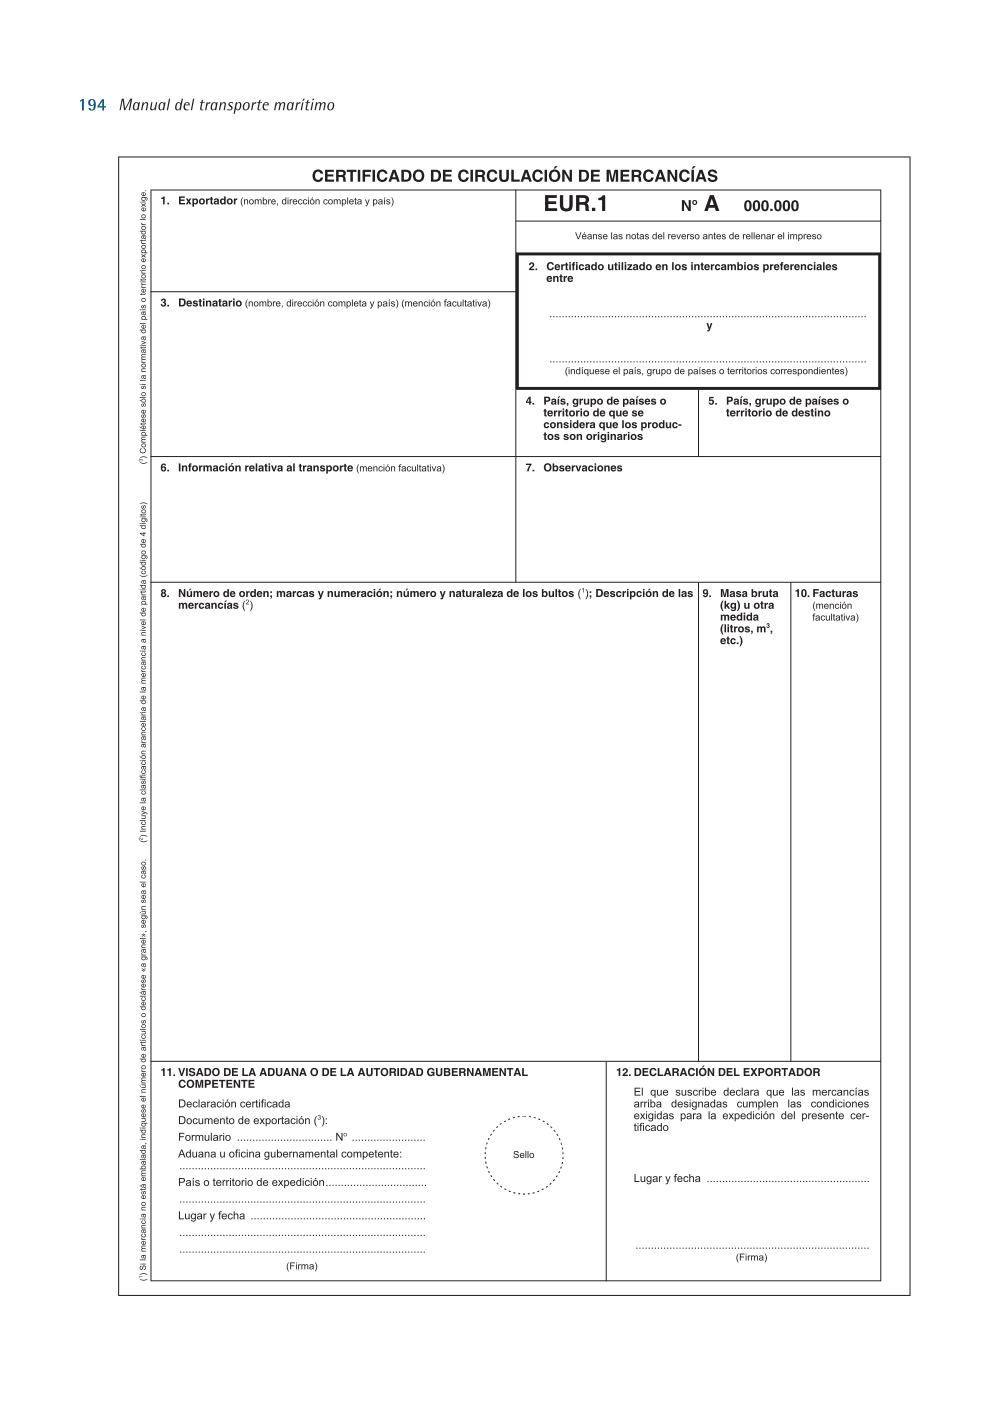 194 Manual del transporte marítimo
CERTIFICADO DE CIRCULACIÓN DE MERCANCÍAS
1. Exportador (nombre, dirección completa y país)
EUR.1 Nº A 000.000
Véanse las notas del reverso antes de rellenar el impreso
2. Certificado utilizado en los intercambios preferenciales
entre
..........................................................................................................
y
..........................................................................................................
(indíquese el país, grupo de países o territorios correspondientes)
3. Destinatario (nombre, dirección completa y país) (mención facultativa)
4. País, grupo de países o
territorio de que se
considera que los produc-
tos son originarios
5. País, grupo de países o
territorio de destino
6. Información relativa al transporte (mención facultativa)
7. Observaciones
8. Número de orden; marcas y numeración; número y naturaleza de los bultos (¹); Descripción de las
mercancías (²)
9. Masa bruta
(kg) u otra
medida
(litros, m³,
etc.)
10. Facturas
(mención
facultativa)
11. VISADO DE LA ADUANA O DE LA AUTORIDAD GUBERNAMENTAL
COMPETENTE
Declaración certificada
Documento de exportación (³):
Formulario ............................... Nº ........................
Aduana u oficina gubernamental competente:
..................................................................................
País o territorio de expedición.................................
..................................................................................
Lugar y fecha ..........................................................
..................................................................................
..................................................................................
(Firma)
Sello
12. DECLARACIÓN DEL EXPORTADOR
El que suscribe declara que las mercancías
arriba designadas cumplen las condiciones
exigidas para la expedición del presente cer-
tificado
Lugar y fecha ......................................................
..............................................................................
(Firma)
(¹) Si la mercancía no está embalada, indíquese el número de artículos o declárese «a granel», según sea el caso.
(²) Incluye la clasificación arancelaria de la mercancía a nivel de partida (código de 4 dígitos)
(³) Complétese sólo si la normativa del país o territorio exportador lo exige.